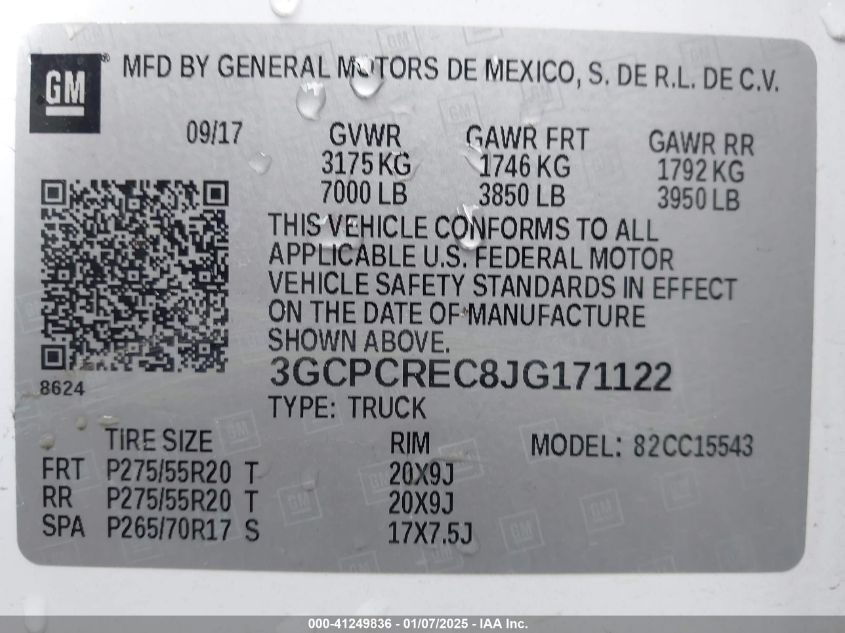 GM® MFD BY GENERAL MOTORS DE MEXICO, S. DE R.L. DE C.V.
09/17 GVWR GAWR FRT GAWR RR
3175 KG 1746 KG 1792 KG
7000 LB 3850 LB 3950 LB
THIS VEHICLE CONFORMS TO ALL
APPLICABLE U.S. FEDERAL MOTOR
VEHICLE SAFETY STANDARDS IN EFFECT
ON THE DATE OF MANUFACTURE
SHOWN ABOVE.
8624 3GCPCREC8JG171122
TYPE: TRUCK
TIRE SIZE RIM MODEL: 82CC15543
FRT P275/55R20 T 20X9J
RR P275/55R20 T 20X9J
SPA P265/70R17 S 17X7.5J
000-41249836 - 01/07/2025 - IAA Inc.